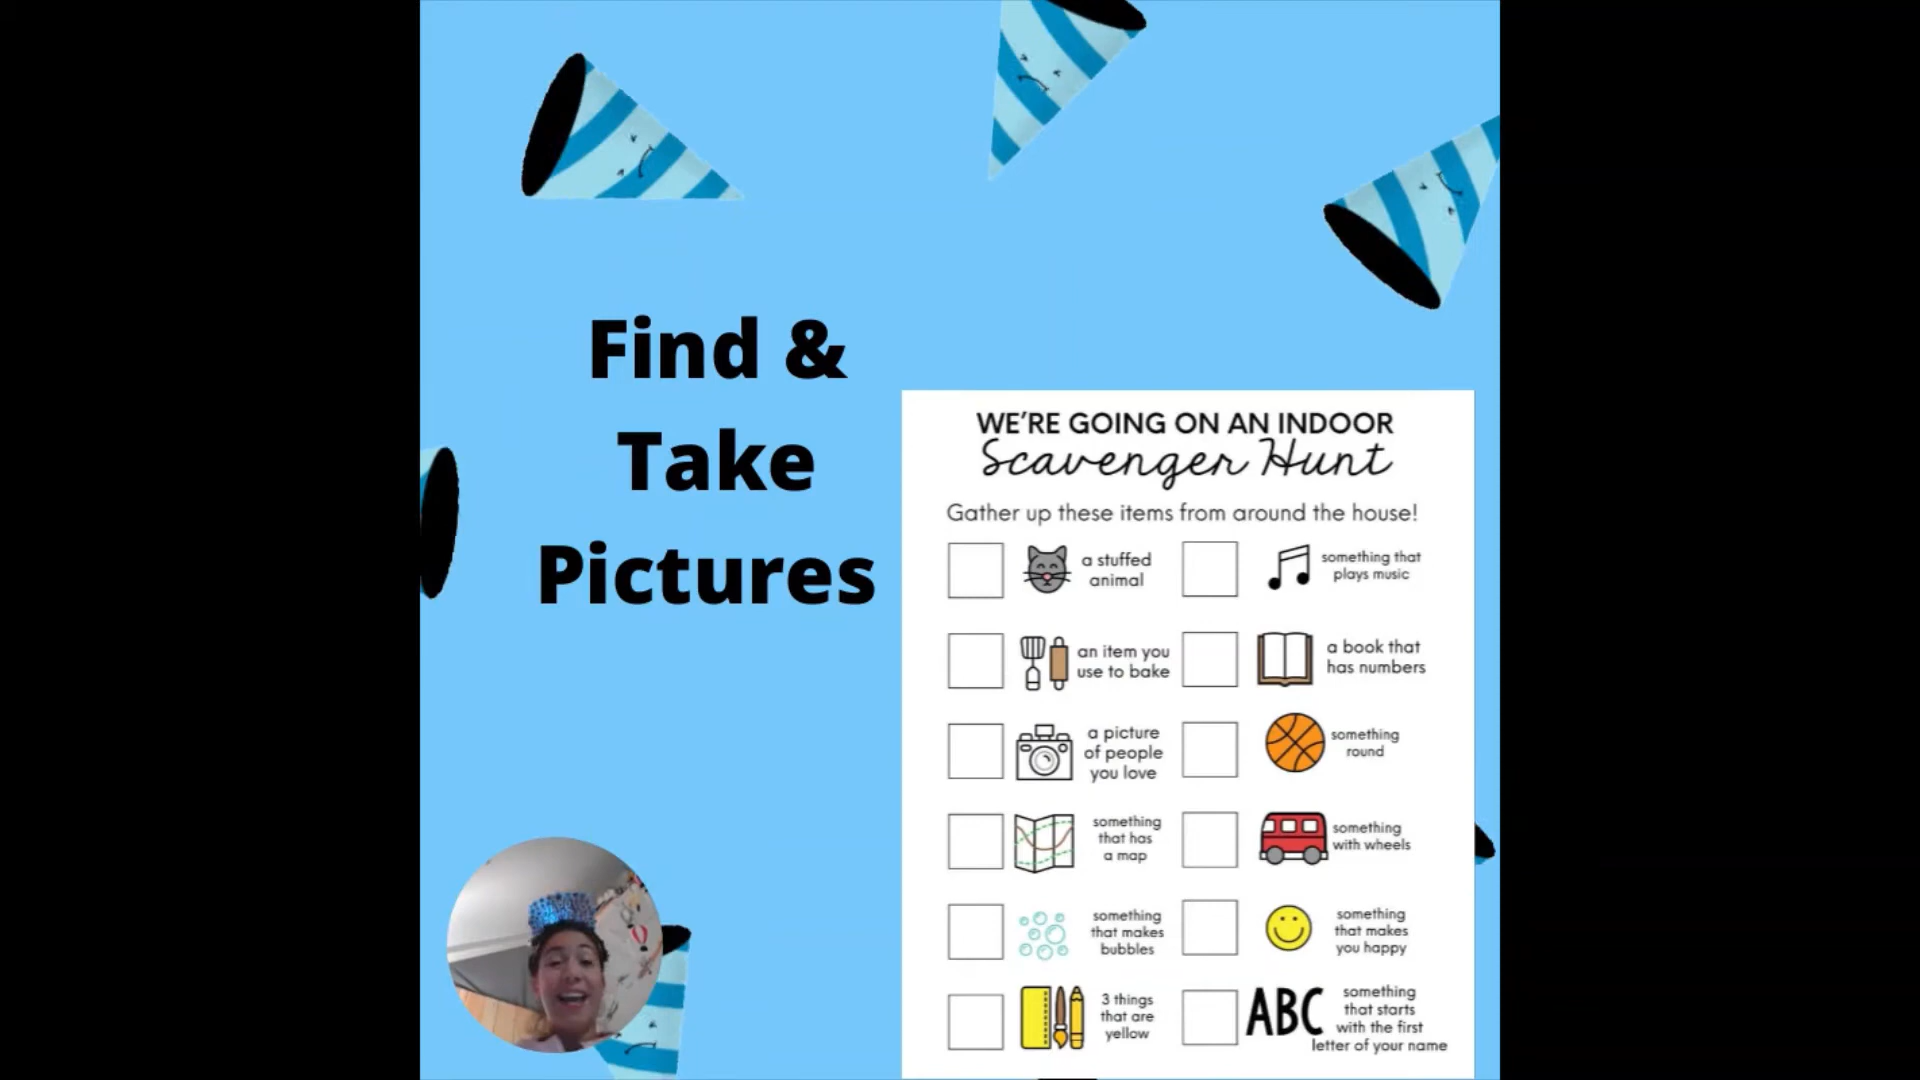 Find &
Take
Pictures
WE'RE GOING ON AN INDOOR
Scavenger Hunt
Gather up these items from around the house!
a stuffed
animal
something that
plays music
an item you
use to bake
a book that
has numbers
a picture
of people
you love
something
round
something
that has
a map
something
with wheels
something
that makes
bubbles
something
that makes
you happy
3 things
that are
yellow
ABC
something
that starts
with the first
letter of your name